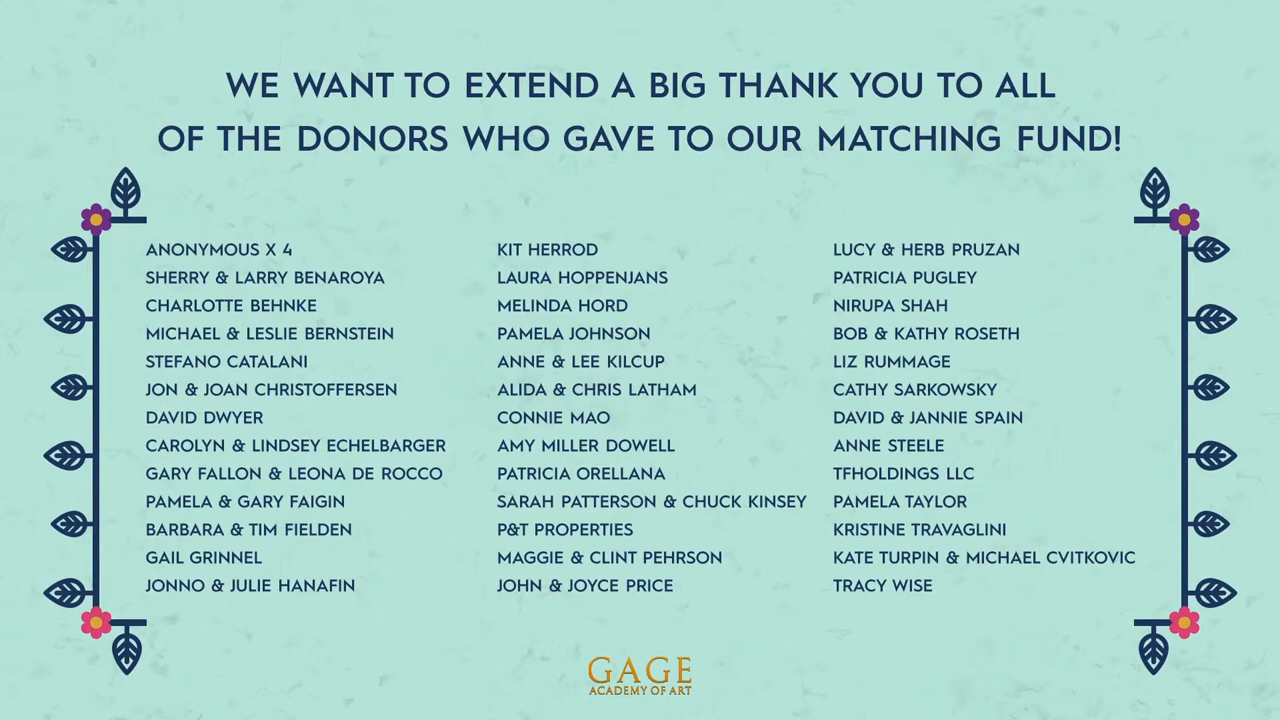 WE WANT TO EXTEND A BIG THANK YOU TO ALL
OF THE DONORS WHO GAVE TO OUR MATCHING FUND!
ANONYMOUS X 4
SHERRY & LARRY BENAROYA
CHARLOTTE BEHNKE
MICHAEL & LESLIE BERNSTEIN
STEFANO CATALANI
JON & JOAN CHRISTOFFERSEN
DAVID DWYER
CAROLYN & LINDSEY ECHELBARGER
GARY FALLON & LEONA DE ROCCO
PAMELA & GARY FAIGIN
BARBARA & TIM FIELDEN
GAIL GRINNEL
JONNO & JULIE HANAFIN
KIT HERROD
LAURA HOPPENJANS
MELINDA HORD
PAMELA JOHNSON
ANNE & LEE KILCUP
ALIDA & CHRIS LATHAM
CONNIE MAO
AMY MILLER DOWELL
PATRICIA ORELLANA
SARAH PATTERSON & CHUCK KINSEY
P&T PROPERTIES
MAGGIE & CLINT PEHRSON
JOHN & JOYCE PRICE
LUCY & HERB PRUZAN
PATRICIA PUGLEY
NIRUPA SHAH
BOB & KATHY ROSETH
LIZ RUMMAGE
CATHY SARKOWSKY
DAVID & JANNIE SPAIN
ANNE STEELE
TFHOLDINGS LLC
PAMELA TAYLOR
KRISTINE TRAVAGLINI
KATE TURPIN & MICHAEL CVITKOVIC
TRACY WISE
GAGE
ACADEMY OF ART